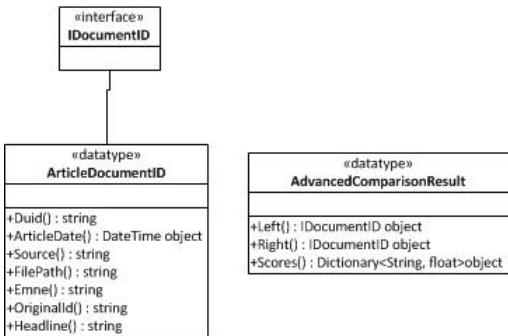 «interface»
IDocumentID
«datatype»
ArticleDocumentID
+Duid() : string
+ArticleDate() : DateTime object
+Source() : string
+FilePath() : string
+Emne() : string
+OriginalId() : string
+Headline() : string
«datatype»
AdvancedComparisonResult
+Left() : IDocumentID object
+Right() : IDocumentID object
+Scores() : Dictionary<String, float>object